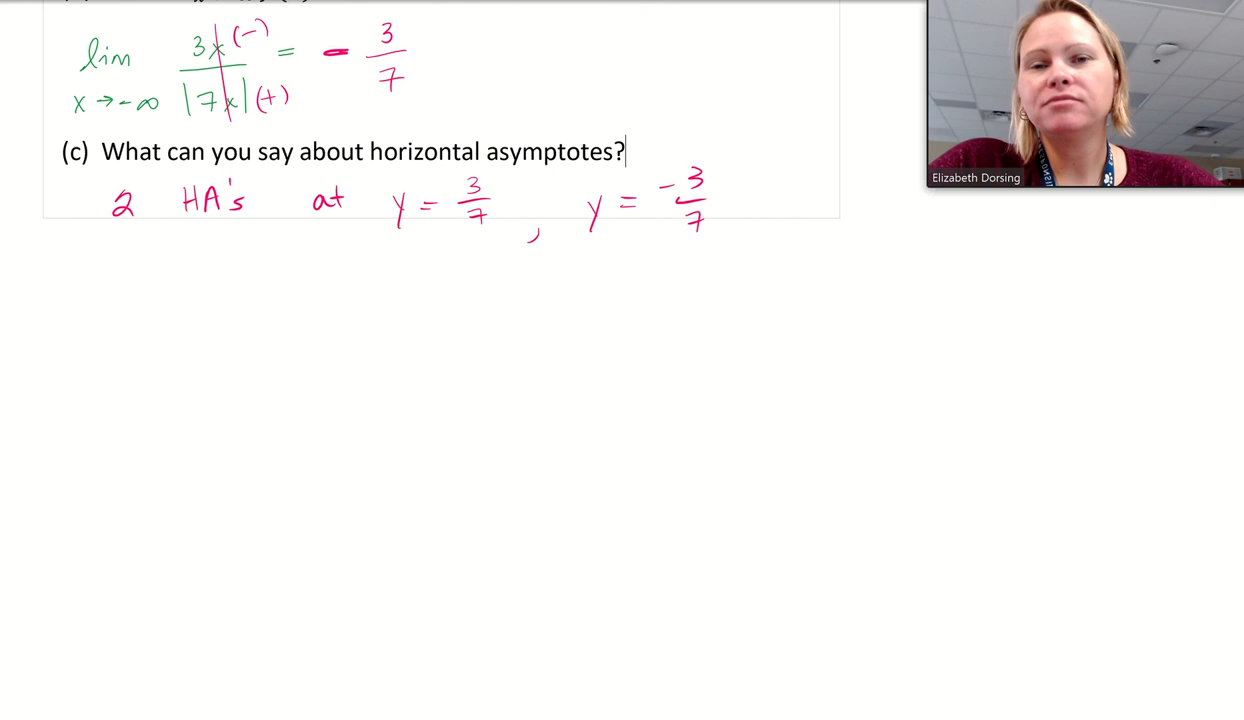 lim 3x (-) = - 3
x → -∞ |7x| (+) 7
(c) What can you say about horizontal asymptotes?
2 HA's at y = 3/7 , y = -3/7
Elizabeth Dorsing